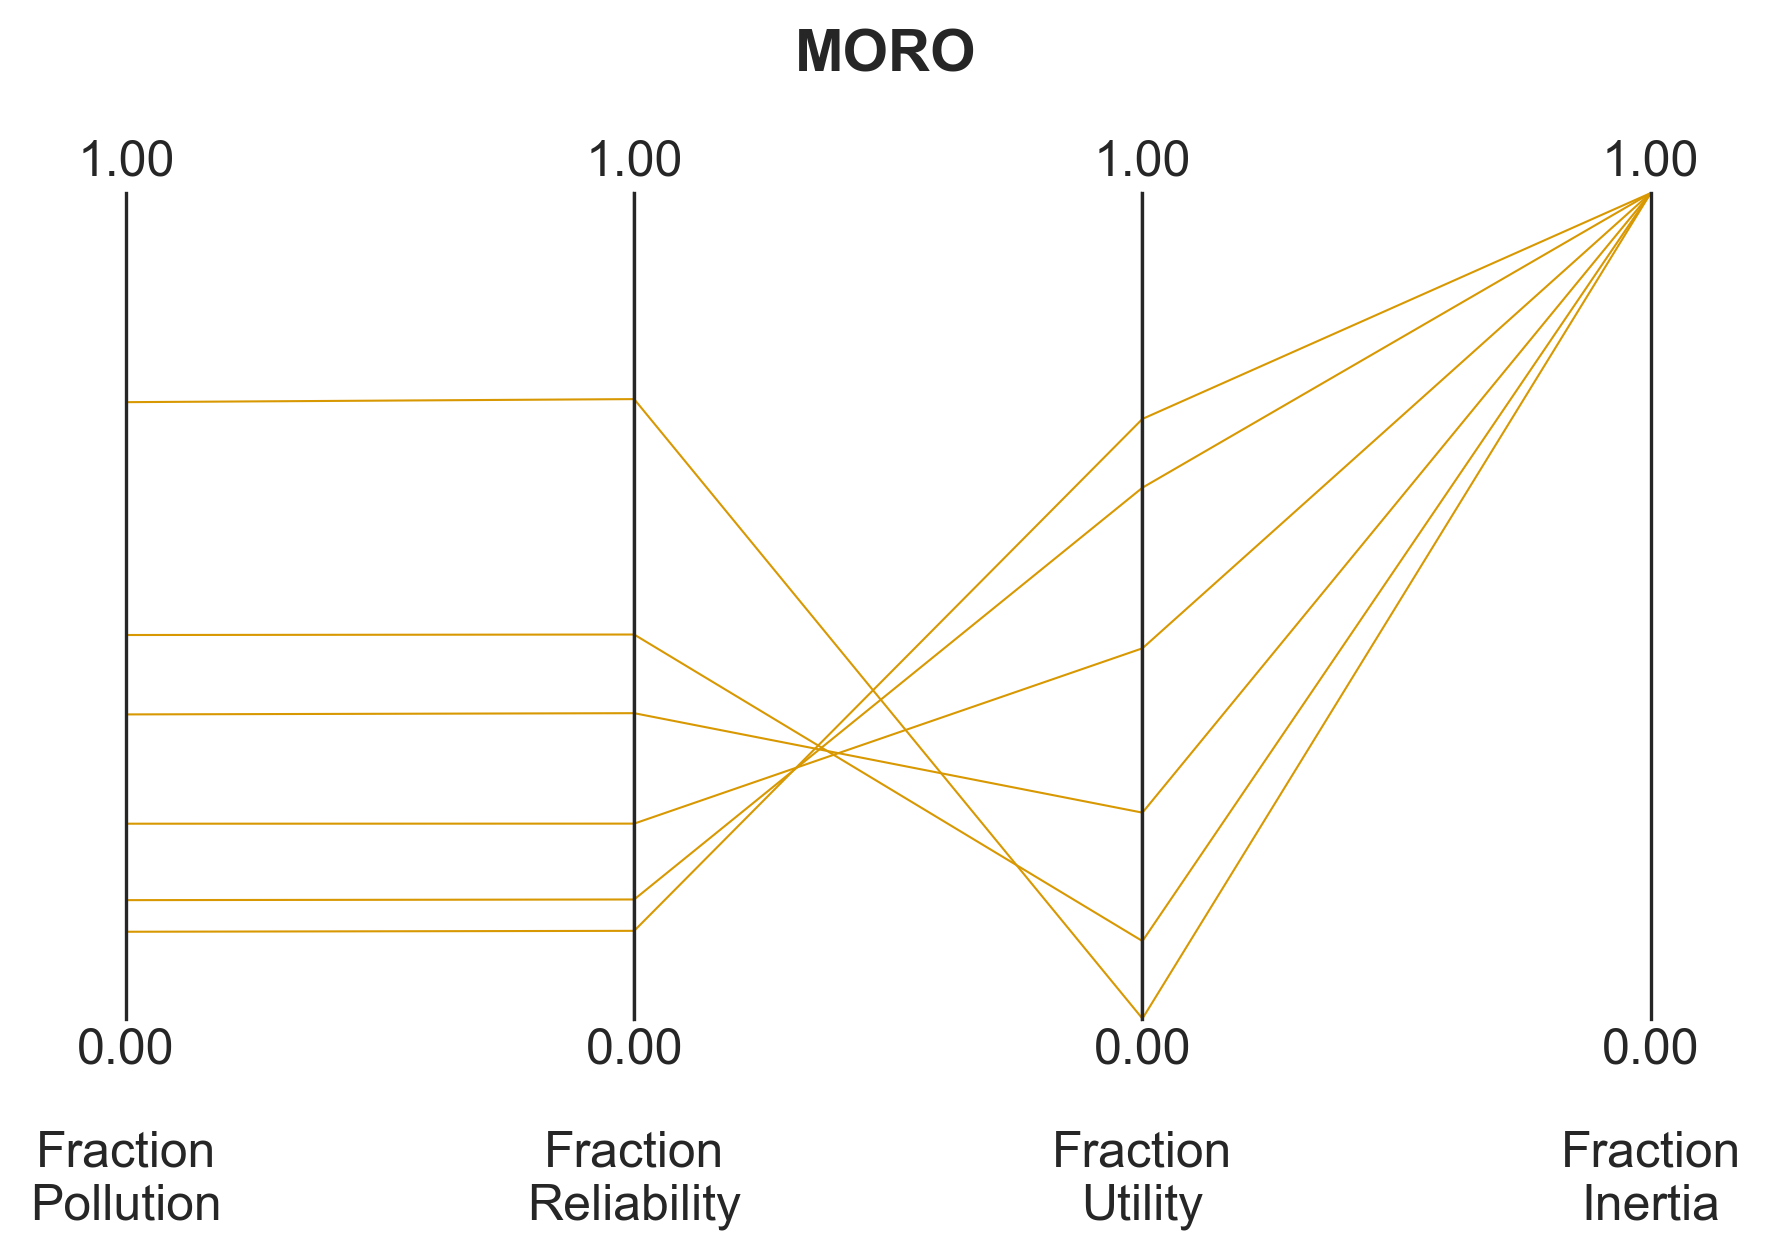 MORO
1.00 1.00 1.00 1.00
0.00 0.00 0.00 0.00
Fraction Fraction Fraction Fraction
Pollution Reliability Utility Inertia